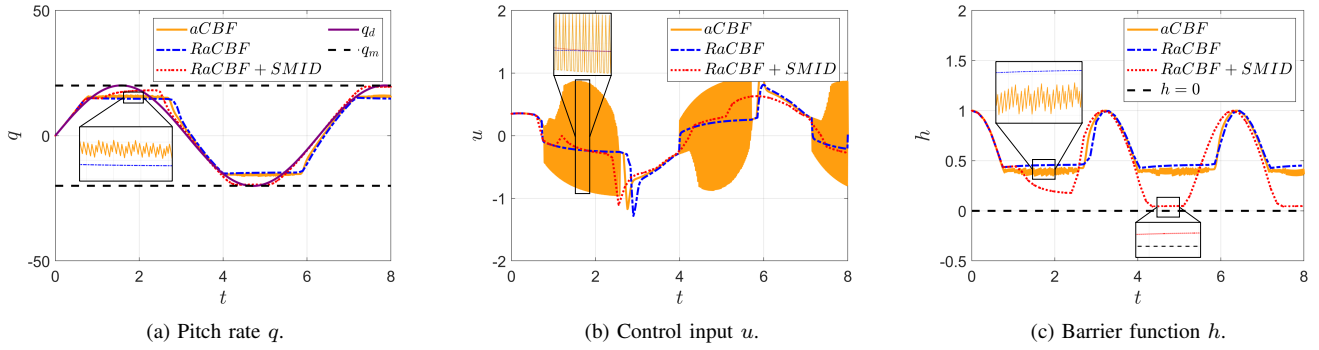 50
25
0
-25
-50
0
2
4
6
8
q
t
aCBF
RaCBF
RaCBF + SMID
q_d
q_m
(a) Pitch rate q.
2
1
0
-1
-2
0
2
4
6
8
u
t
aCBF
RaCBF
RaCBF + SMID
(b) Control input u.
2
1.5
1
0.5
0
-0.5
0
2
4
6
8
h
t
aCBF
RaCBF
RaCBF + SMID
h = 0
(c) Barrier function h.